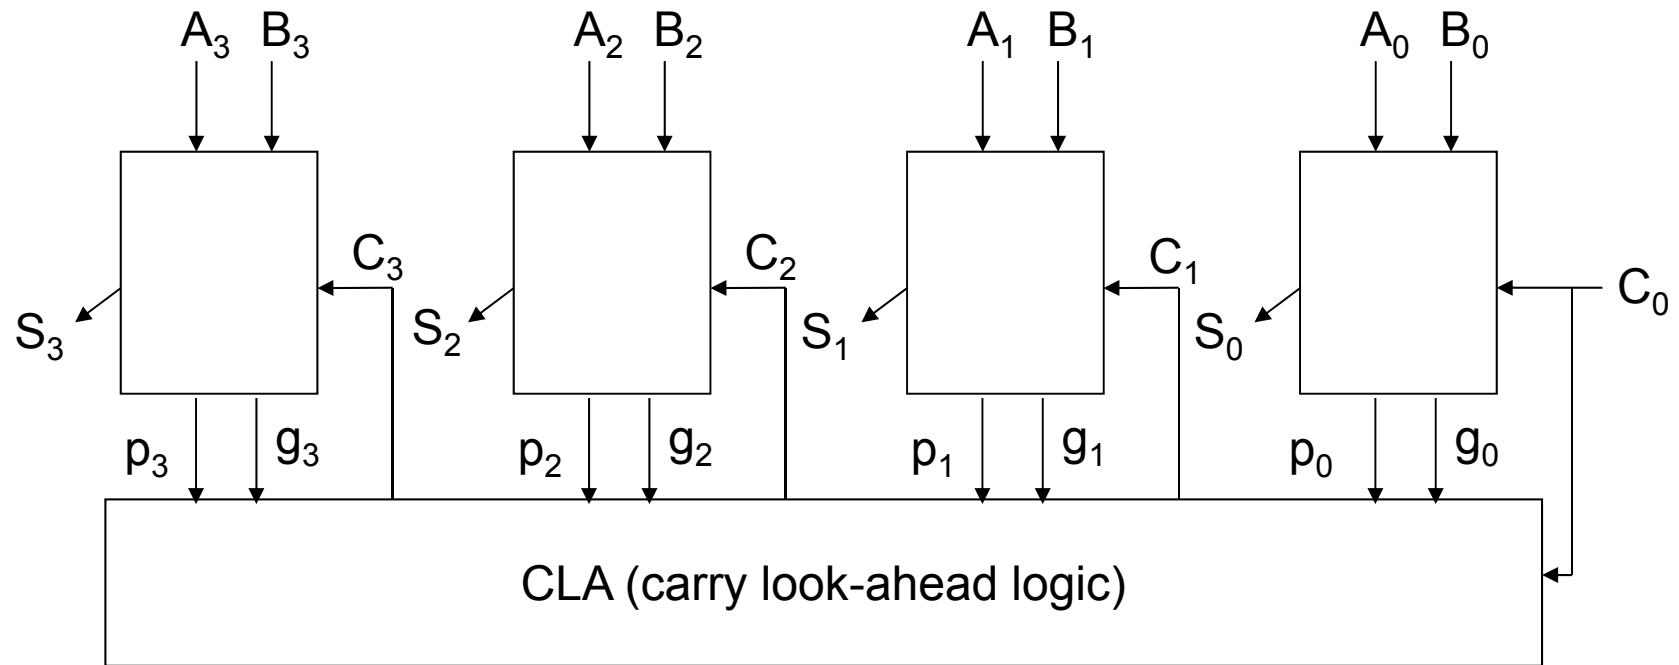 A₃ B₃ A₂ B₂ A₁ B₁ A₀ B₀
C₃ C₂ C₁ C₀
S₃ S₂ S₁ S₀
p₃ g₃ p₂ g₂ p₁ g₁ p₀ g₀
CLA (carry look-ahead logic)